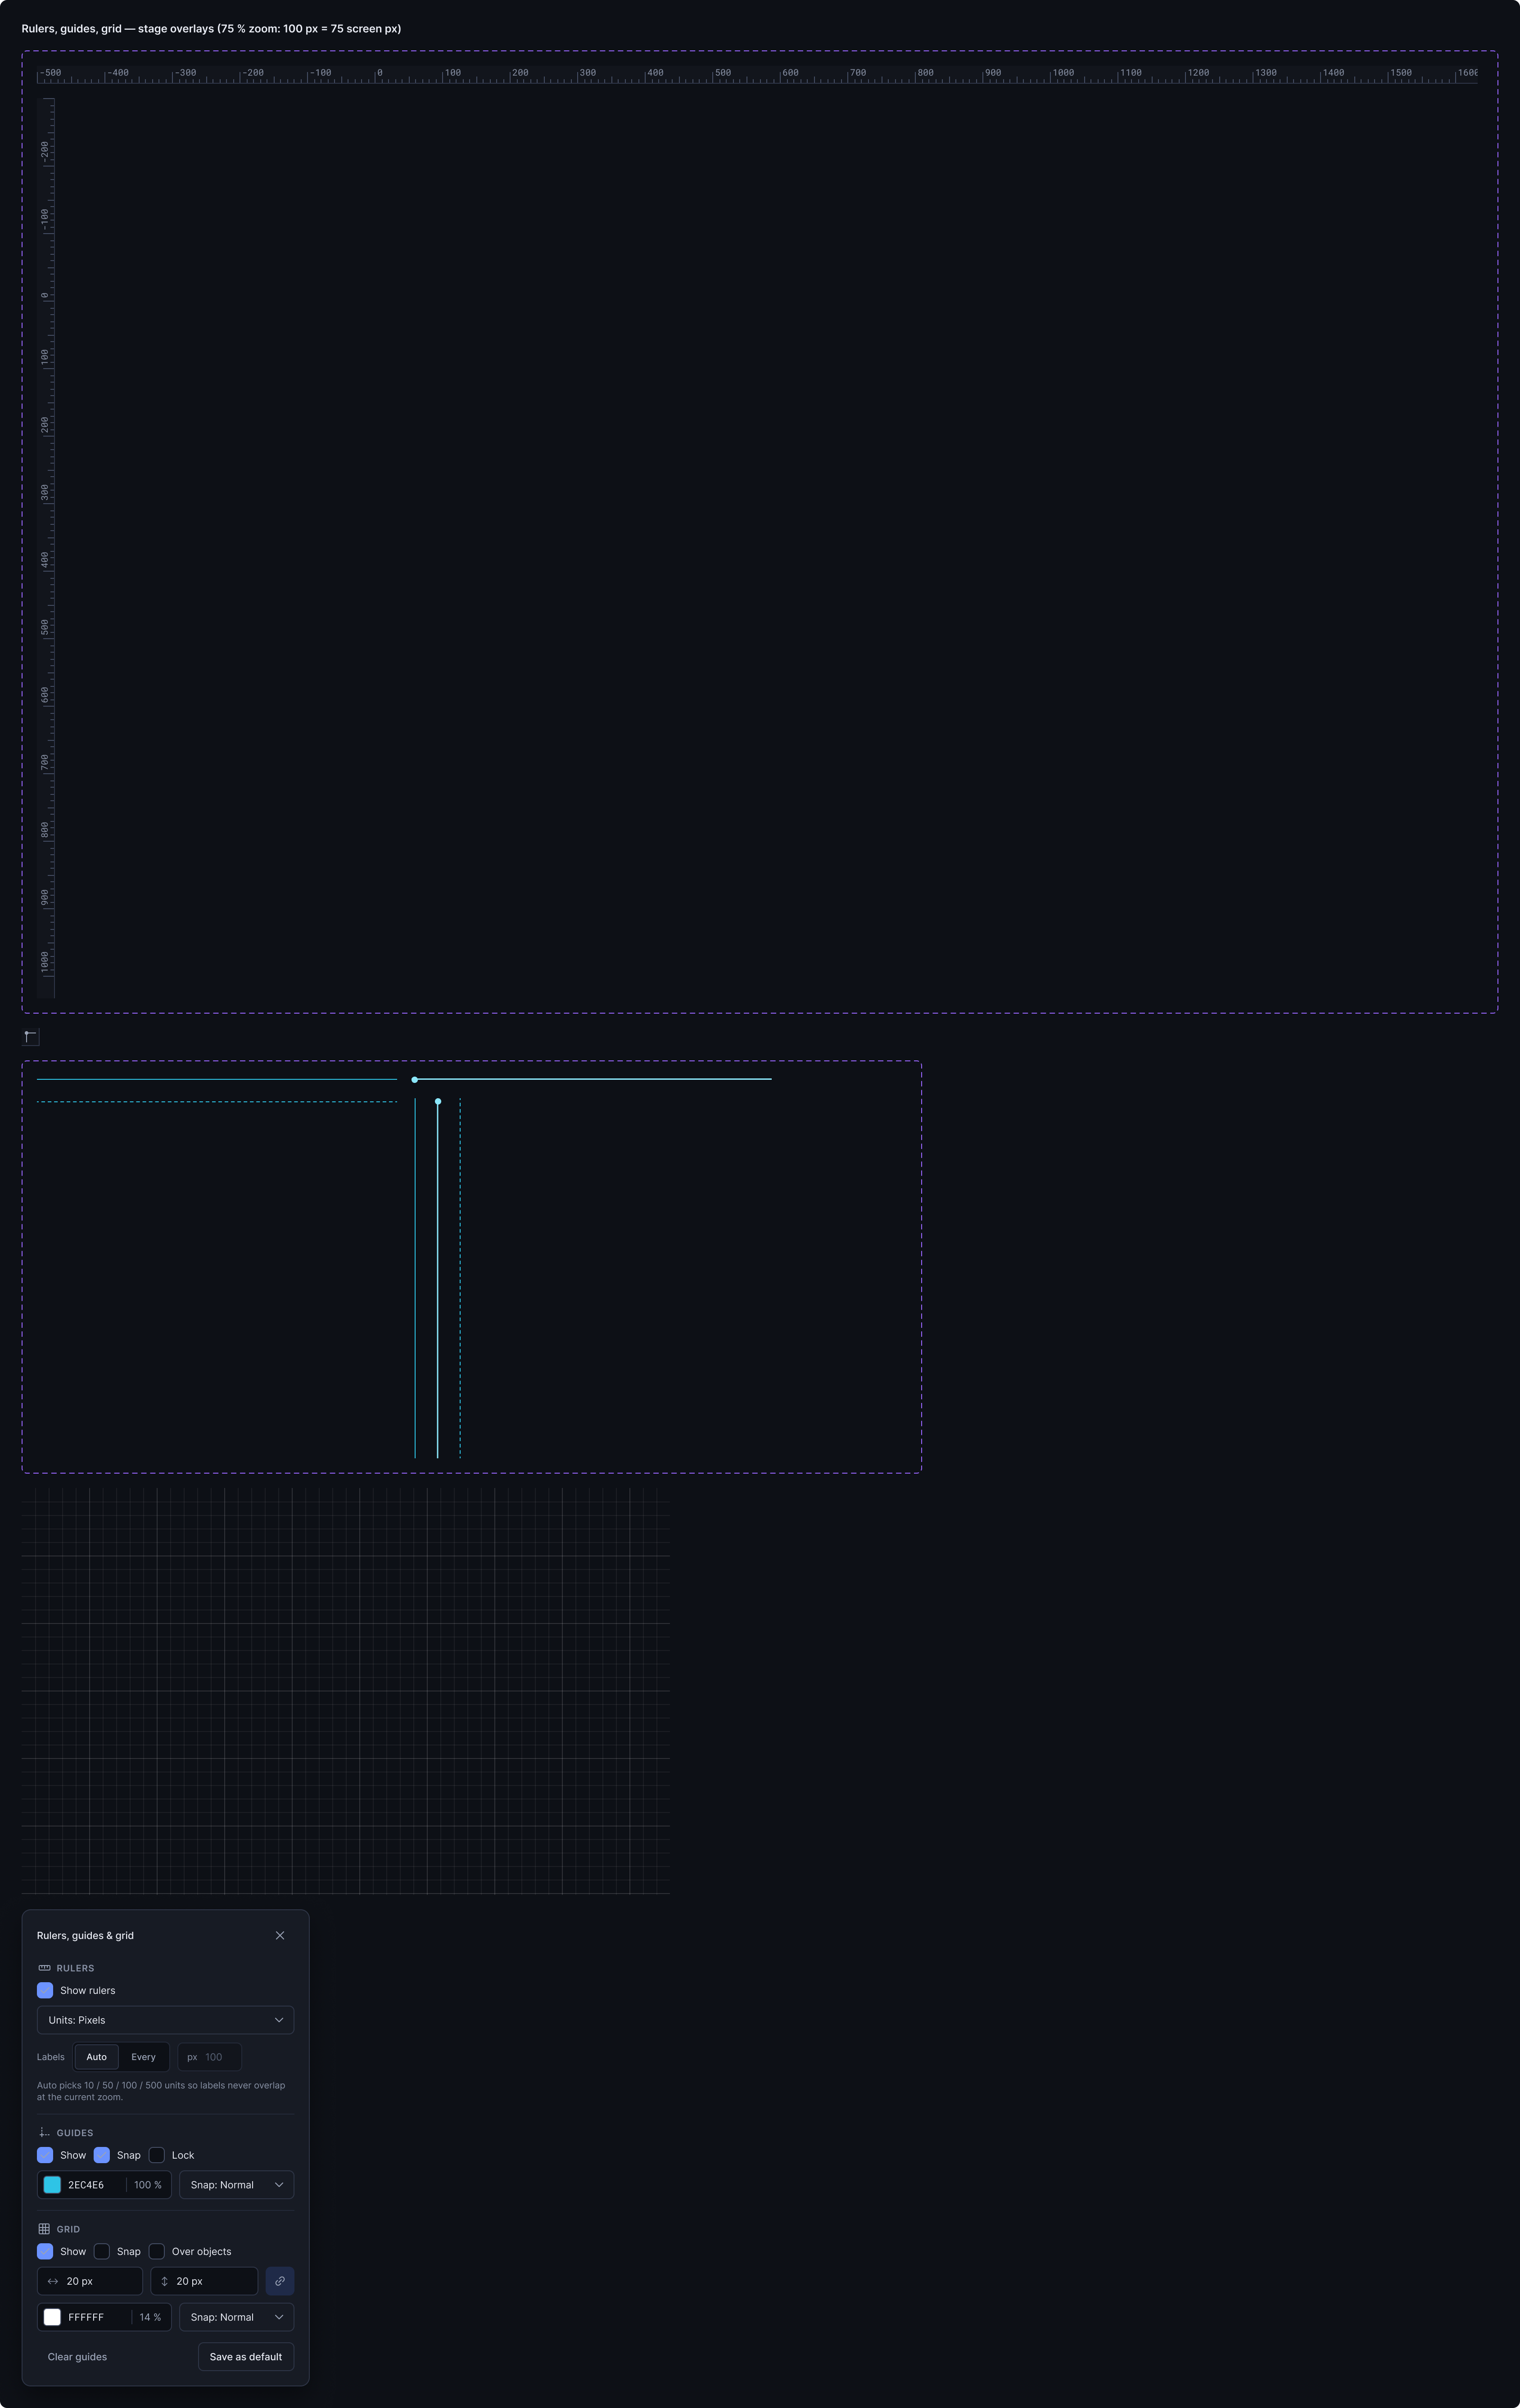 Rulers, guides, grid — stage overlays (75 % zoom: 100 px = 75 screen px)
-500 -400 -300 -200 -100 0 100 200 300 400 500 600 700 800 900 1000 1100 1200 1300 1400 1500 1600
-200
-100
0
100
200
300
400
500
600
700
800
900
1000
Rulers, guides & grid
RULERS
Show rulers
Units: Pixels
Labels Auto Every px 100
Auto picks 10 / 50 / 100 / 500 units so labels never overlap
at the current zoom.
GUIDES
Show Snap Lock
2EC4E6 100 % Snap: Normal
GRID
Show Snap Over objects
20 px 20 px
FFFFFF 14 % Snap: Normal
Clear guides Save as default